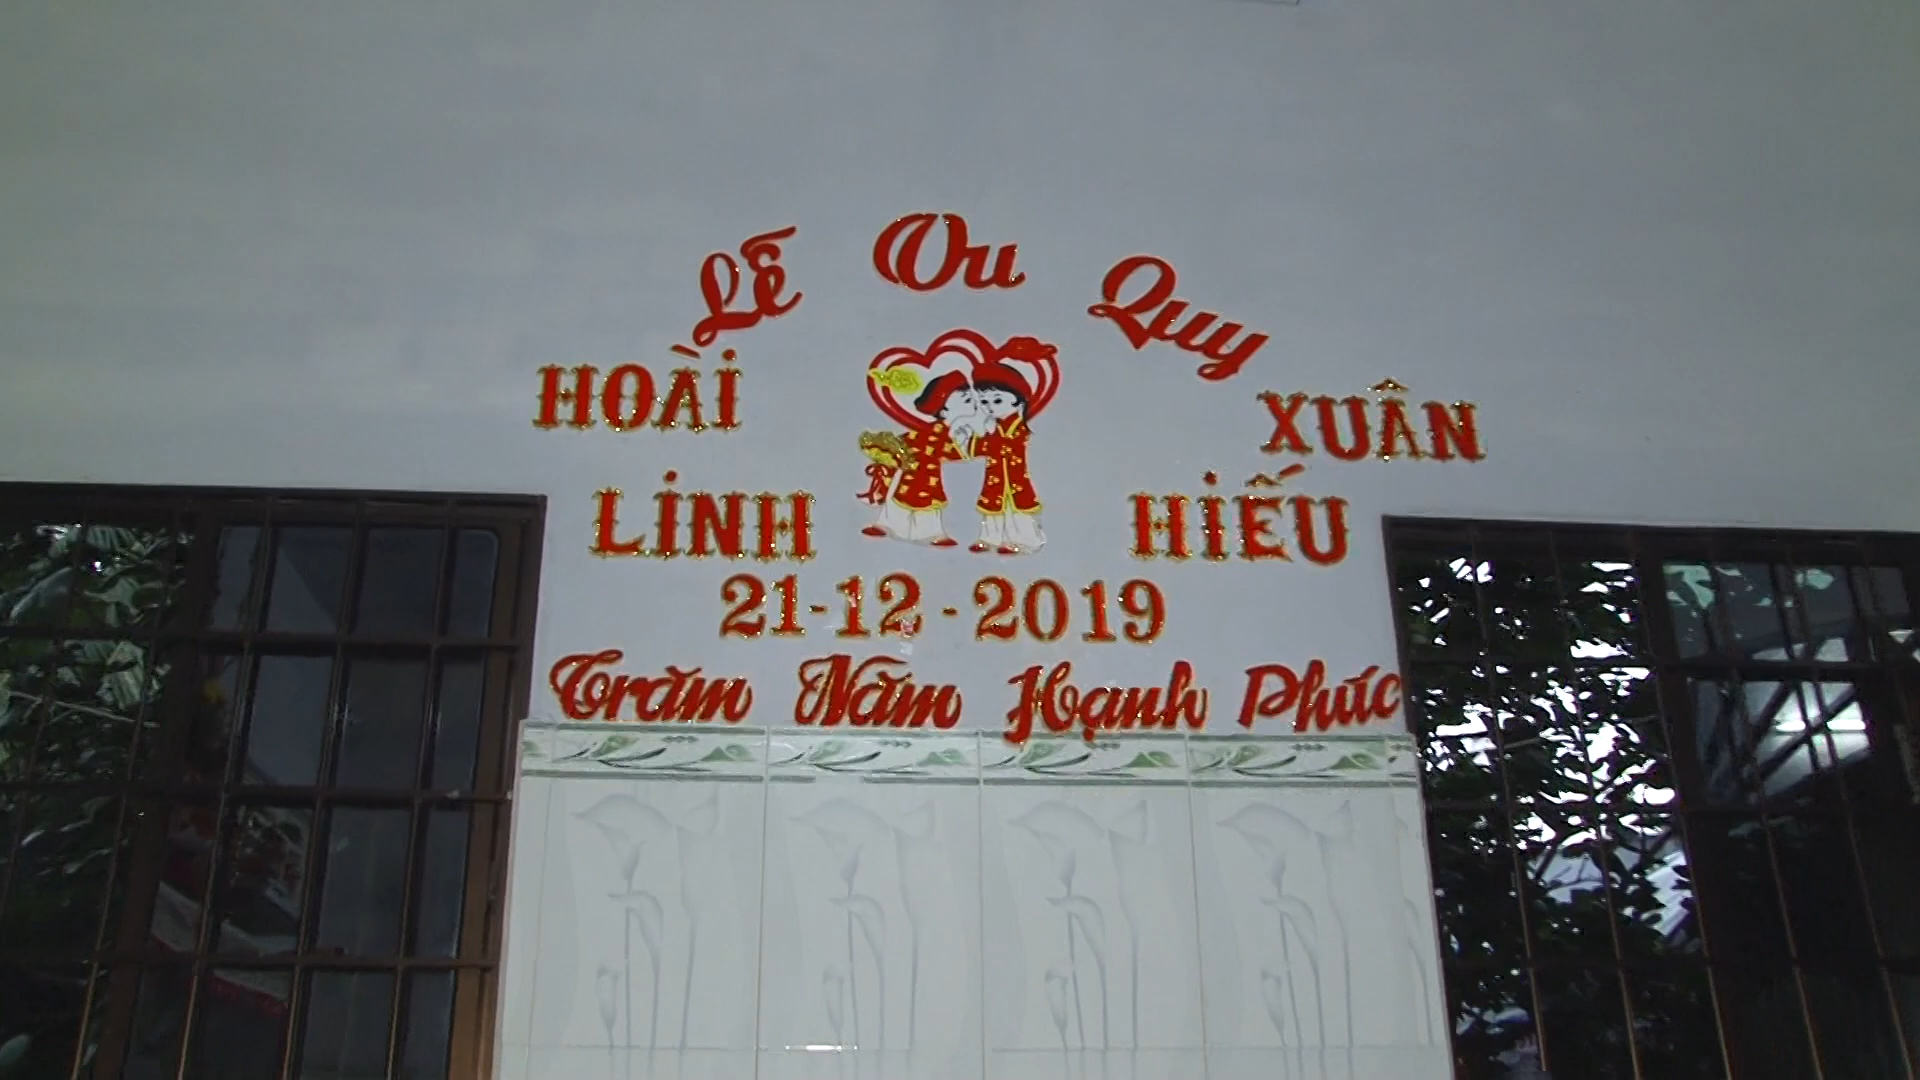 Lễ Vu Quy
HOÀI XUÂN
LINH HIẾU
21-12-2019
Trăm Năm Hạnh Phúc